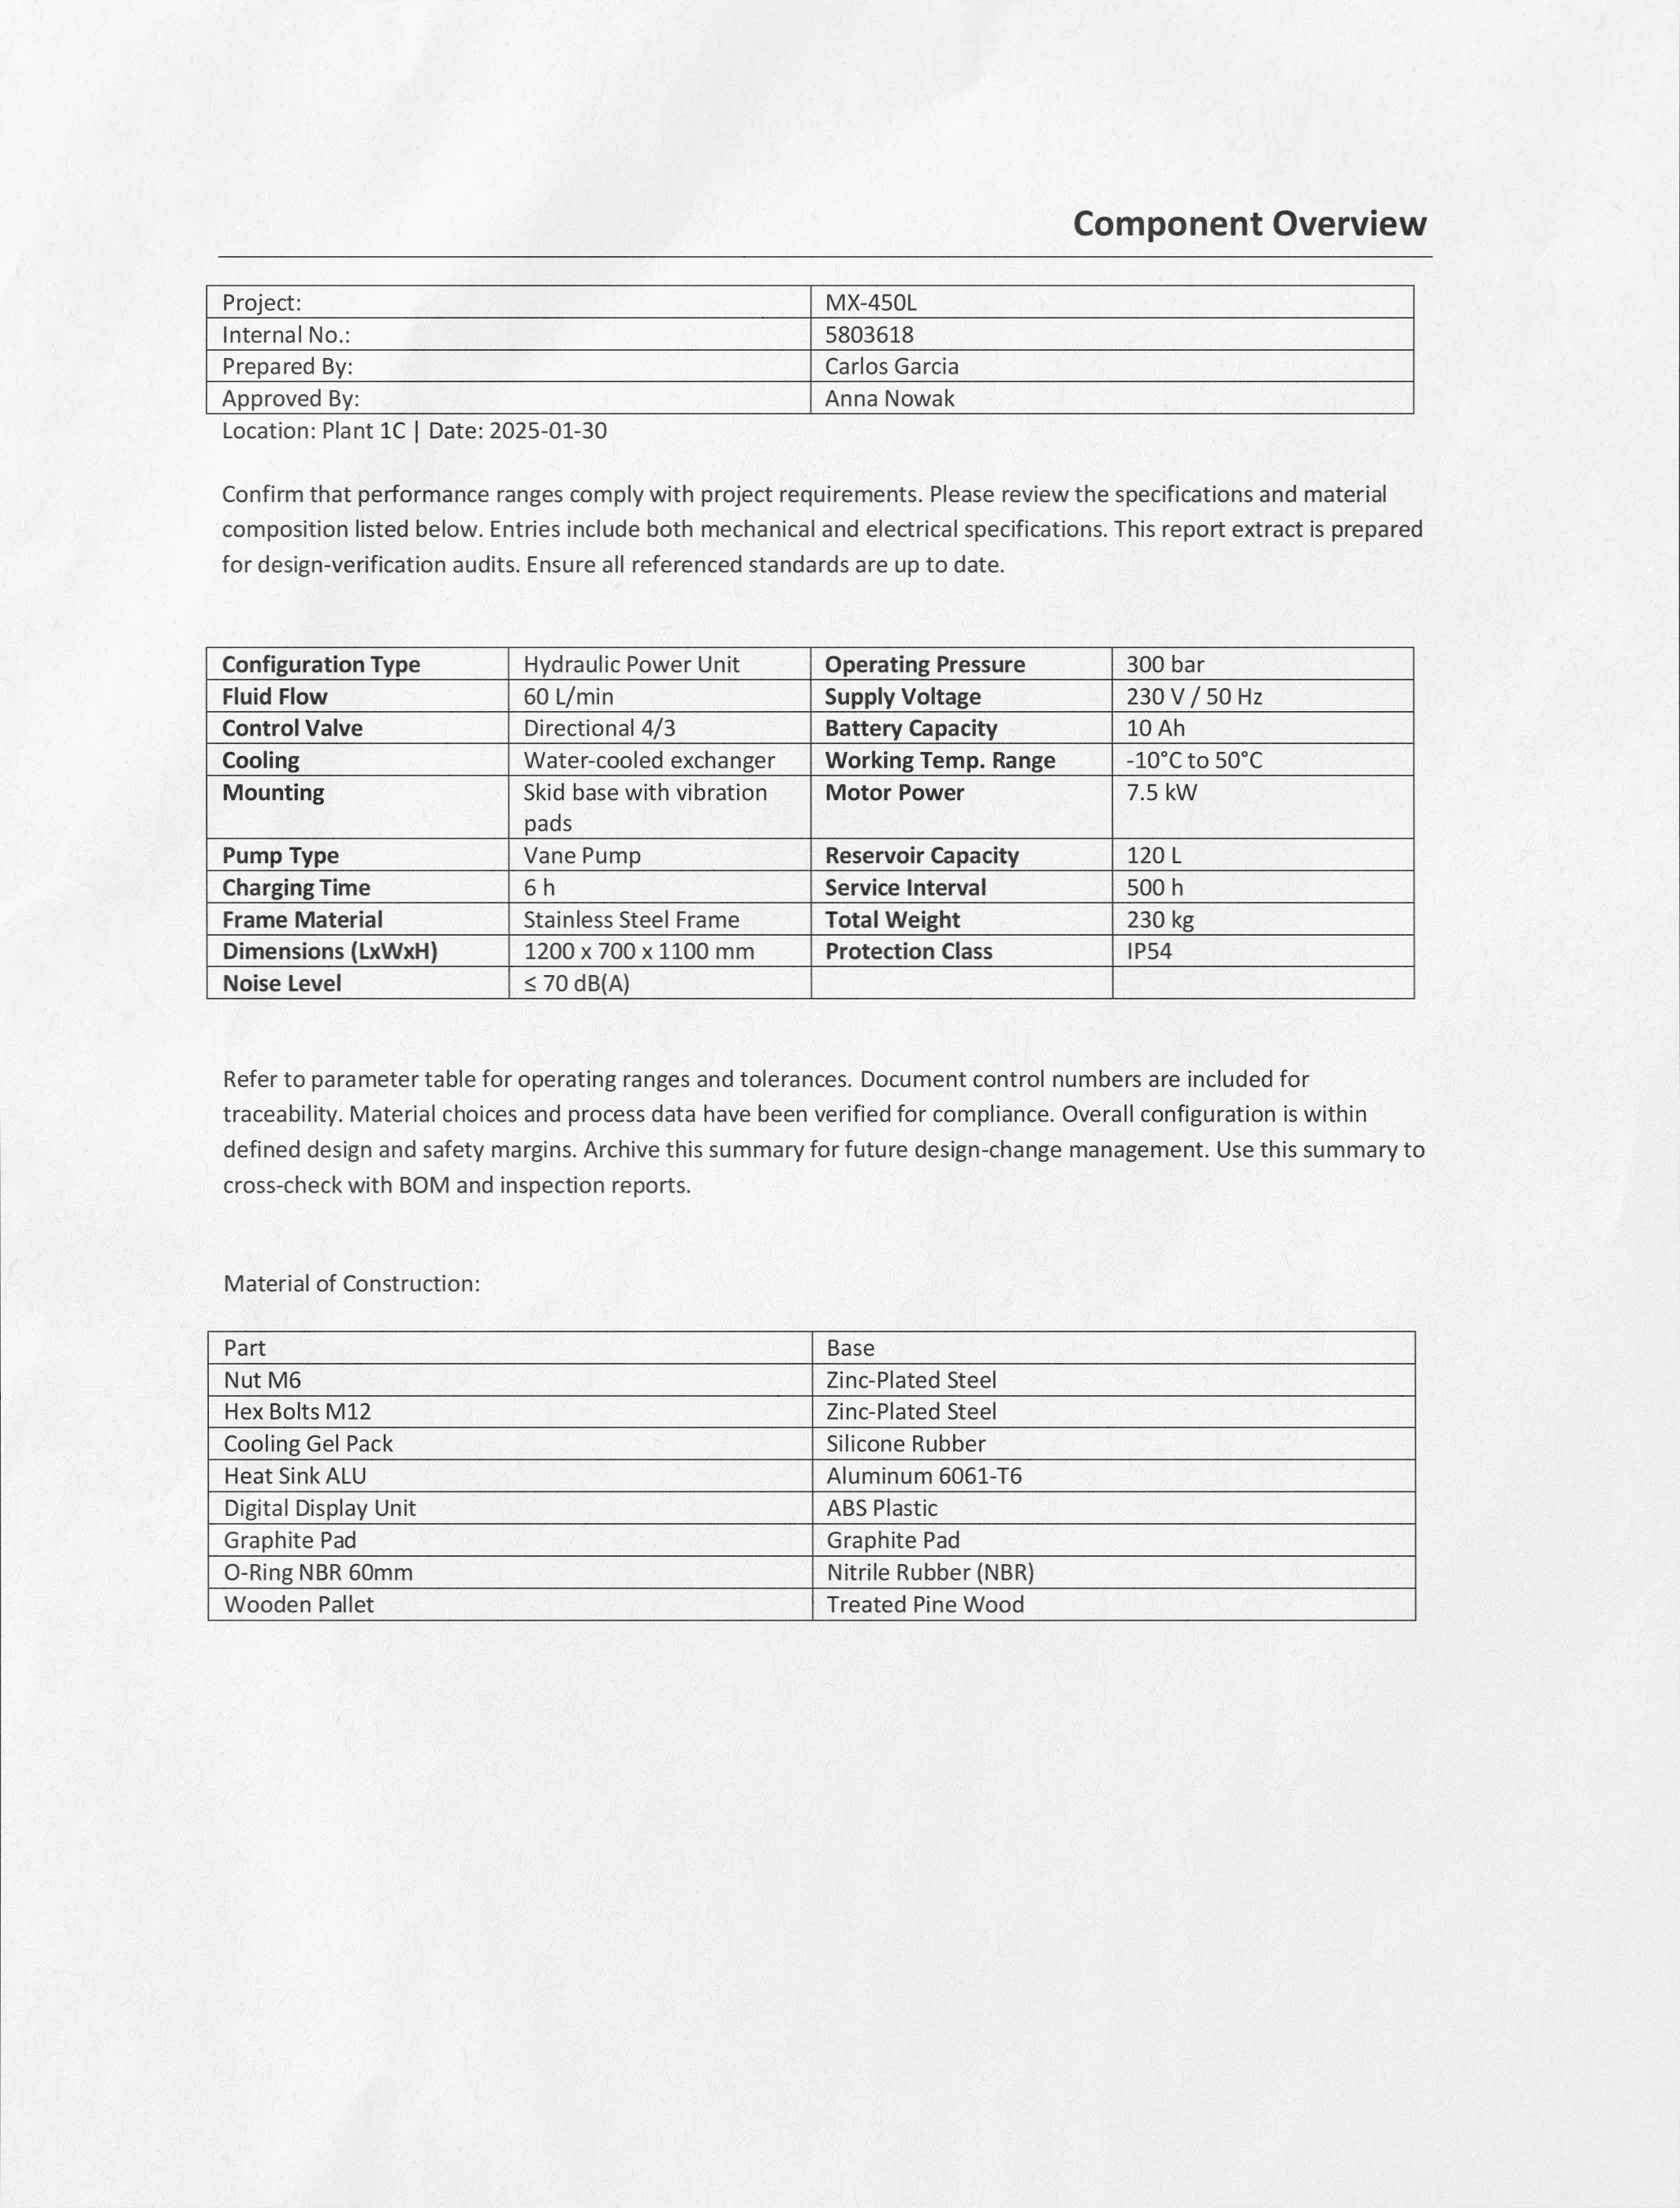 Component Overview
Project: MX-450L
Internal No.: 5803618
Prepared By: Carlos Garcia
Approved By: Anna Nowak
Location: Plant 1C | Date: 2025-01-30
Confirm that performance ranges comply with project requirements. Please review the specifications and material
composition listed below. Entries include both mechanical and electrical specifications. This report extract is prepared
for design-verification audits. Ensure all referenced standards are up to date.
Configuration Type Hydraulic Power Unit Operating Pressure 300 bar
Fluid Flow 60 L/min Supply Voltage 230 V / 50 Hz
Control Valve Directional 4/3 Battery Capacity 10 Ah
Cooling Water-cooled exchanger Working Temp. Range -10°C to 50°C
Mounting Skid base with vibration Motor Power 7.5 kW
pads
Pump Type Vane Pump Reservoir Capacity 120 L
Charging Time 6 h Service Interval 500 h
Frame Material Stainless Steel Frame Total Weight 230 kg
Dimensions (LxWxH) 1200 x 700 x 1100 mm Protection Class IP54
Noise Level ≤ 70 dB(A)
Refer to parameter table for operating ranges and tolerances. Document control numbers are included for
traceability. Material choices and process data have been verified for compliance. Overall configuration is within
defined design and safety margins. Archive this summary for future design-change management. Use this summary to
cross-check with BOM and inspection reports.
Material of Construction:
Part Base
Nut M6 Zinc-Plated Steel
Hex Bolts M12 Zinc-Plated Steel
Cooling Gel Pack Silicone Rubber
Heat Sink ALU Aluminum 6061-T6
Digital Display Unit ABS Plastic
Graphite Pad Graphite Pad
O-Ring NBR 60mm Nitrile Rubber (NBR)
Wooden Pallet Treated Pine Wood